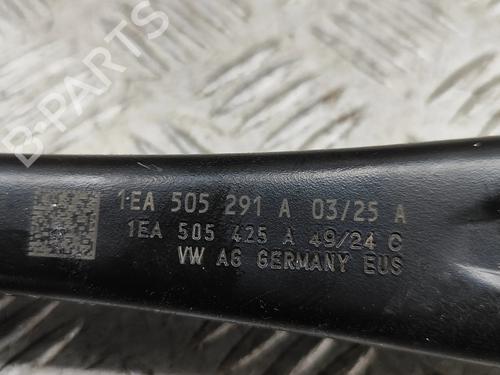 1EA 505 291 A 03/25 A
1EA 505 425 A 49/24 C
VW AG GERMANY EUS
B-PARTS